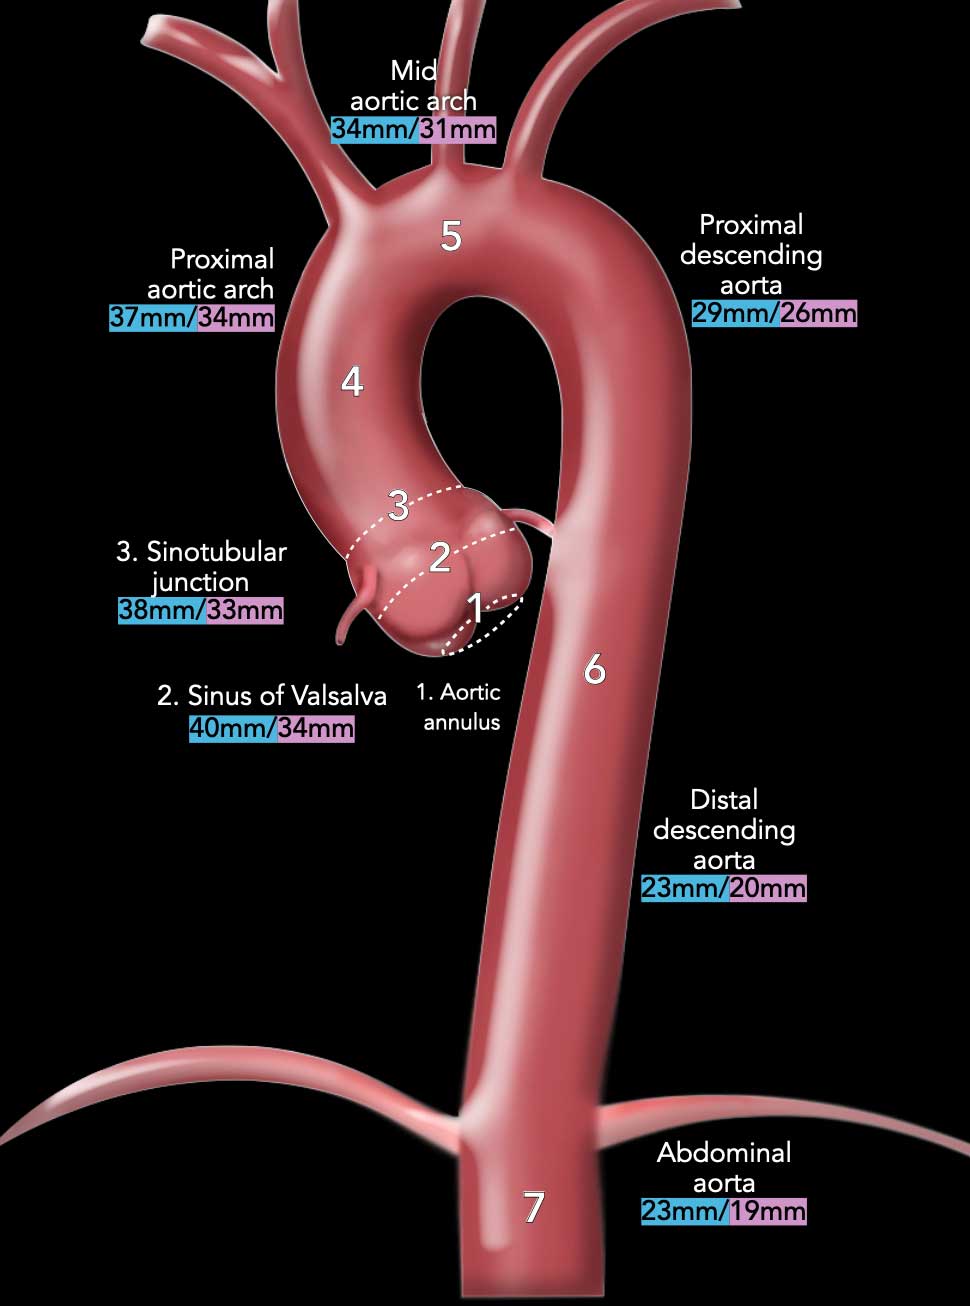 Mid
aortic arch
34mm/31mm
5
Proximal
descending
aorta
29mm/26mm
Proximal
aortic arch
37mm/34mm
4
3
2
1
3. Sinotubular
junction
38mm/33mm
2. Sinus of Valsalva
40mm/34mm
1. Aortic
annulus
6
Distal
descending
aorta
23mm/20mm
Abdominal
aorta
23mm/19mm
7